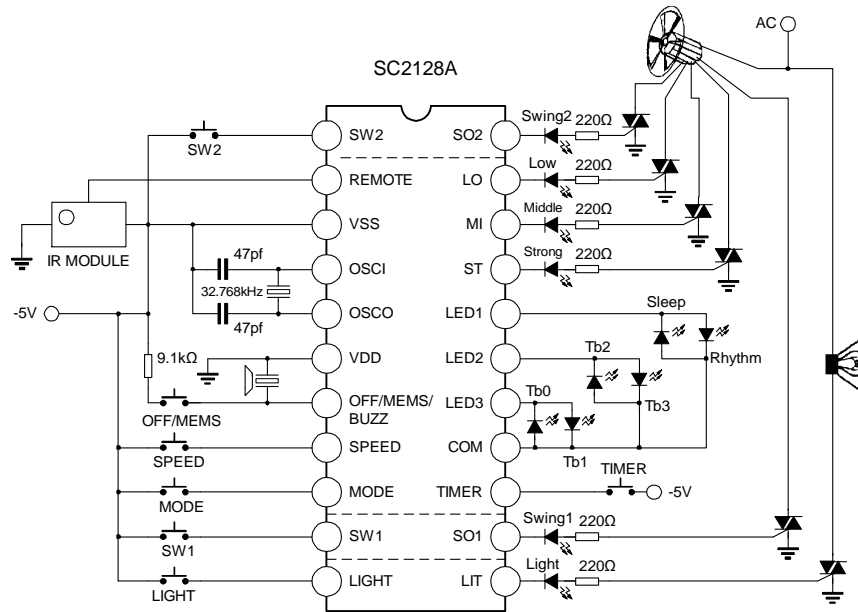 AC
SC2128A
SW2
SW2
SO2
Swing2
220Ω
REMOTE
LO
Low
220Ω
VSS
MI
Middle
220Ω
IR MODULE
47pf
OSCI
ST
Strong
220Ω
32.768kHz
-5V
47pf
OSCO
LED1
Sleep
Rhythm
9.1kΩ
VDD
LED2
Tb2
Tb3
OFF/MEMS
OFF/MEMS/
BUZZ
LED3
Tb0
Tb1
SPEED
SPEED
COM
MODE
MODE
TIMER
TIMER
-5V
SW1
SW1
SO1
Swing1
220Ω
LIGHT
LIGHT
LIT
Light
220Ω